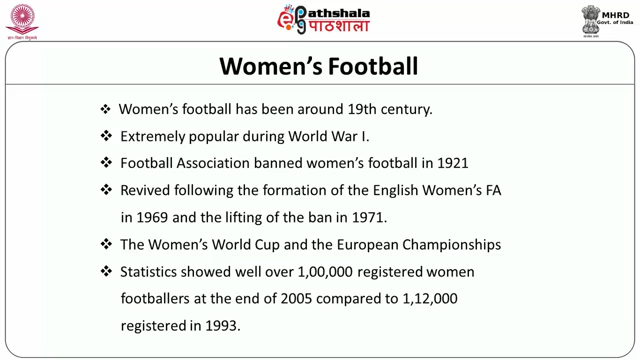 Pathshala
पाठशाला
MHRD
Govt. of India
Women's Football
Women's football has been around 19th century.
Extremely popular during World War I.
Football Association banned women's football in 1921
Revived following the formation of the English Women's FA
in 1969 and the lifting of the ban in 1971.
The Women's World Cup and the European Championships
Statistics showed well over 1,00,000 registered women
footballers at the end of 2005 compared to 1,12,000
registered in 1993.